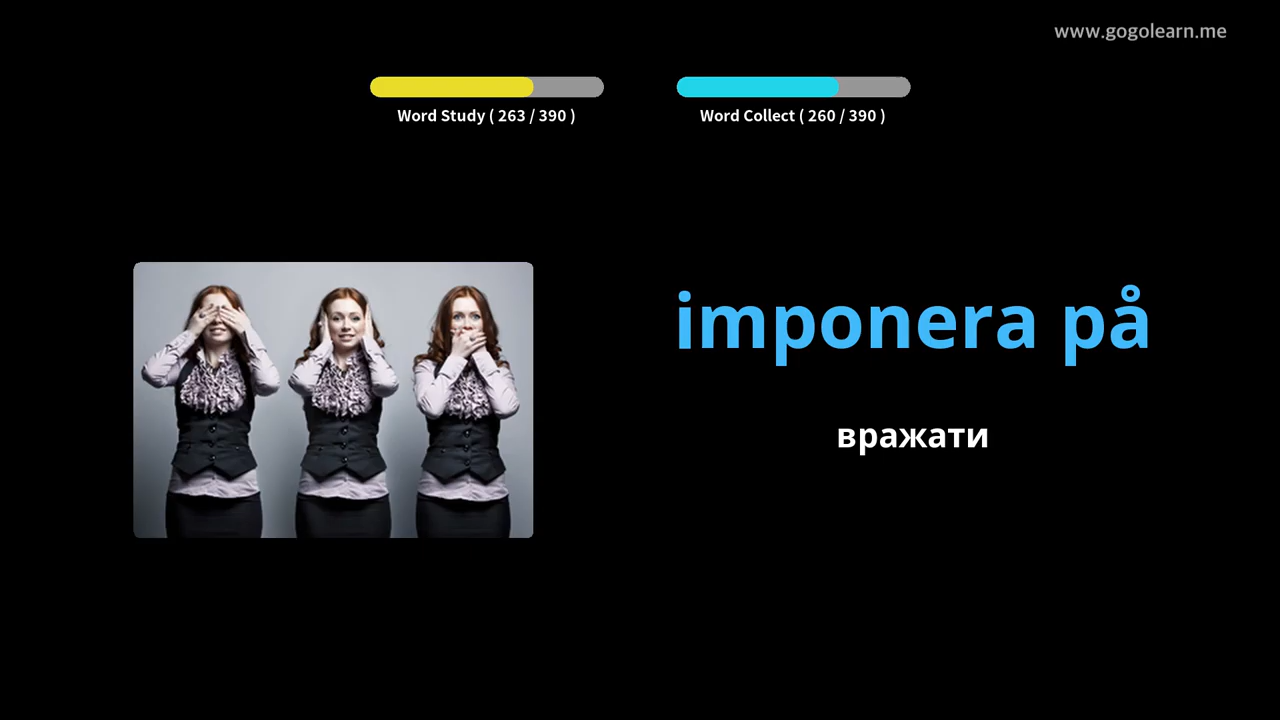 www.gogolearn.me
Word Study ( 263 / 390 )
Word Collect ( 260 / 390 )
imponera på
вражати